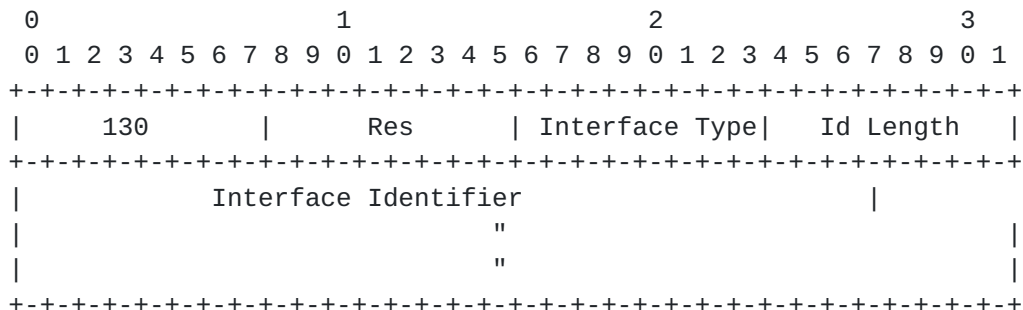 0                   1                   2                   3
 0 1 2 3 4 5 6 7 8 9 0 1 2 3 4 5 6 7 8 9 0 1 2 3 4 5 6 7 8 9 0 1
+-+-+-+-+-+-+-+-+-+-+-+-+-+-+-+-+-+-+-+-+-+-+-+-+-+-+-+-+-+-+-+-+
|     130       |      Res      | Interface Type|   Id Length   |
+-+-+-+-+-+-+-+-+-+-+-+-+-+-+-+-+-+-+-+-+-+-+-+-+-+-+-+-+-+-+-+-+
|            Interface Identifier                      |
|                              "                                |
|                              "                                |
+-+-+-+-+-+-+-+-+-+-+-+-+-+-+-+-+-+-+-+-+-+-+-+-+-+-+-+-+-+-+-+-+